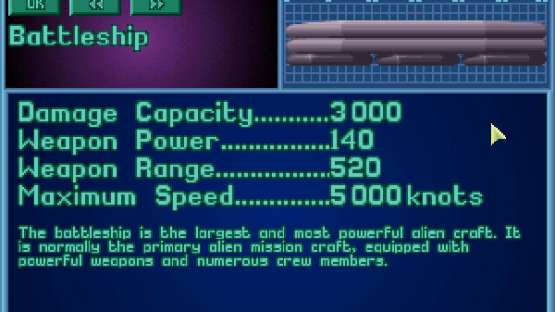 OK
Battleship
Damage Capacity...........3000
Weapon Power...............140
Weapon Range...............520
Maximum Speed.............5000knots
The battleship is the largest and most powerful alien craft. It
is normally the primary alien mission craft, equipped with
powerful weapons and numerous crew members.